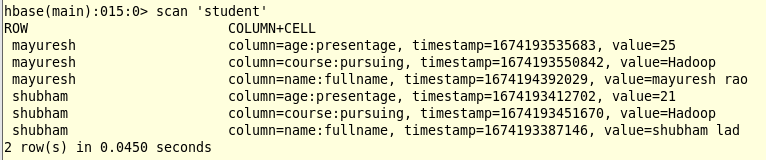 hbase(main):015:0> scan 'student'
ROW COLUMN+CELL
mayuresh column=age:presentage, timestamp=1674193535683, value=25
mayuresh column=course:pursuing, timestamp=1674193550842, value=Hadoop
mayuresh column=name:fullname, timestamp=1674194392029, value=mayuresh rao
shubham column=age:presentage, timestamp=1674193412702, value=21
shubham column=course:pursuing, timestamp=1674193451670, value=Hadoop
shubham column=name:fullname, timestamp=1674193387146, value=shubham lad
2 row(s) in 0.0450 seconds